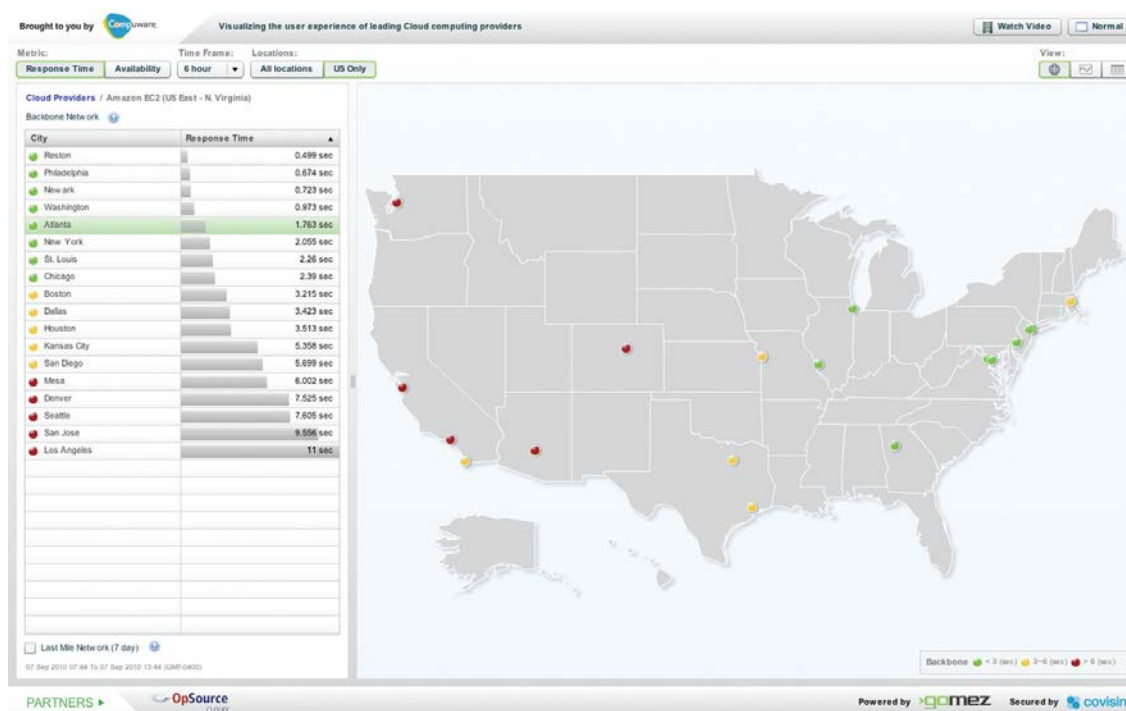 Brought to you by Compuware. Visualizing the user experience of leading Cloud computing providers Watch Video Normal
Metric: Time Frame: Locations: View:
Response Time Availability 6 hour All locations US Only
Cloud Providers / Amazon EC2 (US East - N. Virginia)
Backbone Network
City Response Time
Reston 0.499 sec
Philadelphia 0.674 sec
Newark 0.723 sec
Washington 0.973 sec
Atlanta 1.763 sec
New York 2.055 sec
St. Louis 2.26 sec
Chicago 2.39 sec
Boston 3.215 sec
Dallas 3.423 sec
Houston 3.513 sec
Kansas City 5.358 sec
San Diego 5.699 sec
Mesa 6.002 sec
Denver 7.525 sec
Seattle 7.605 sec
San Jose 9.556 sec
Los Angeles 11 sec
Last Mile Network (7 day)
07 Sep 2010 07:44 To 07 Sep 2010 13:44 (GMT-0400)
Backbone < 3 (sec) 3-6 (sec) > 6 (sec)
PARTNERS OpSource Powered by >gomez Secured by covisin
CLOUD